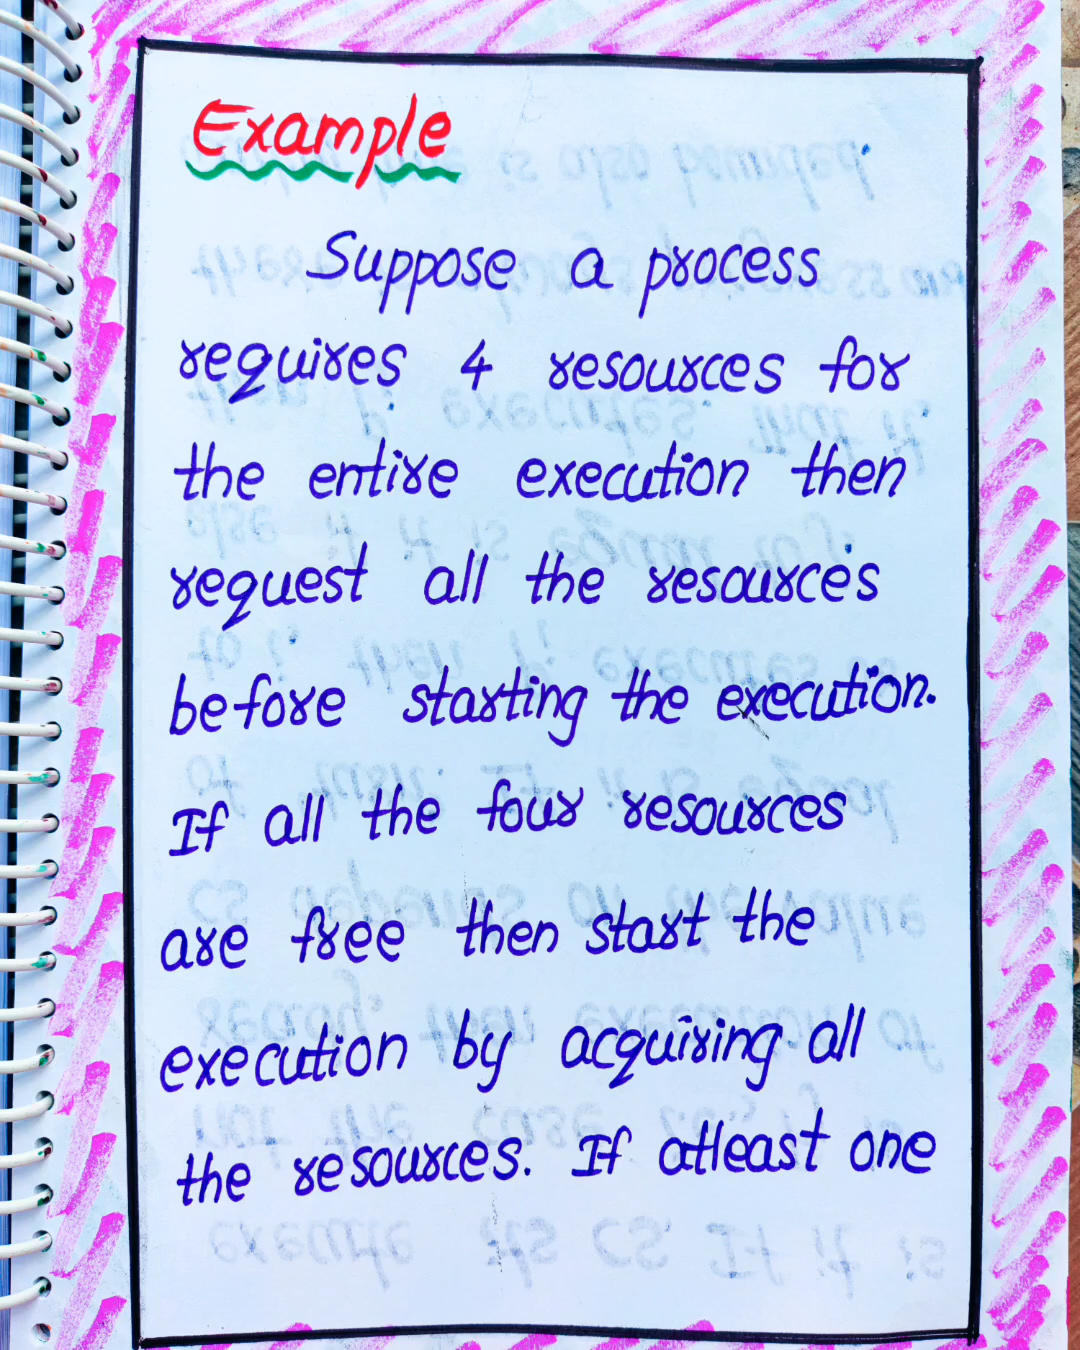 Example
Suppose a process
requires 4 resources for
the entire execution then
request all the resources
before starting the execution.
If all the four resources
are free then start the
execution by acquiring all
the resources. If atleast one